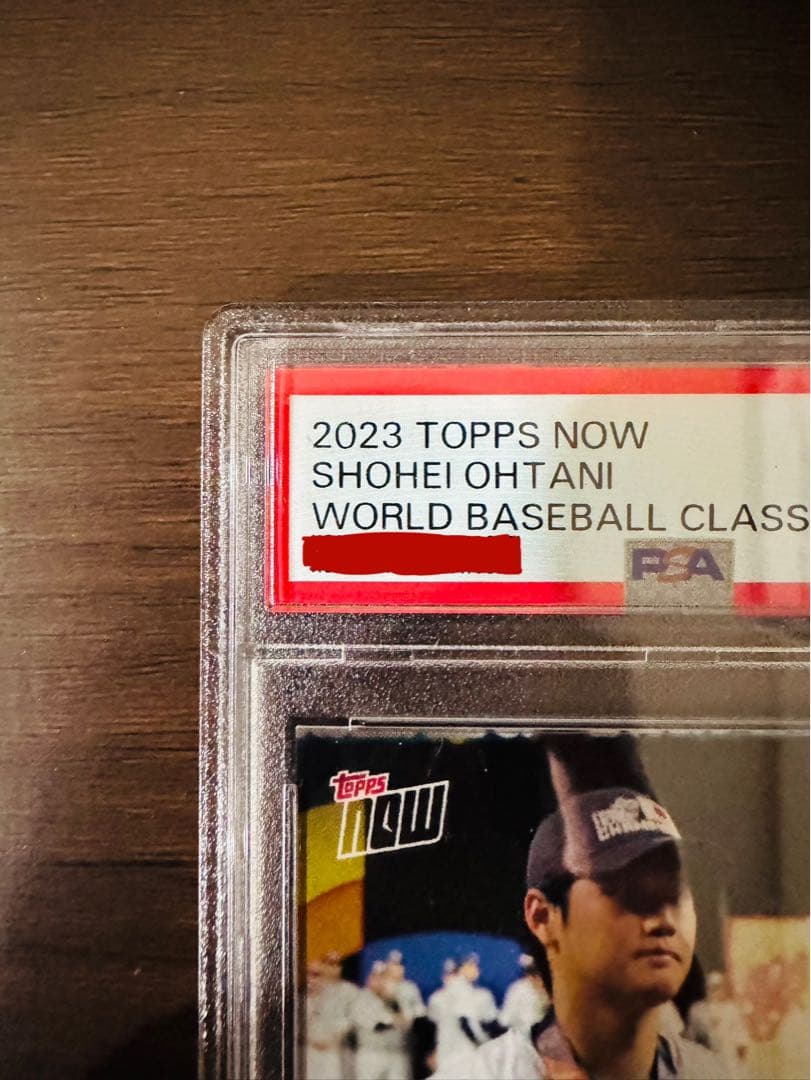 2023 TOPPS NOW
SHOHEI OHTANI
WORLD BASEBALL CLASS
PSA
topps
now